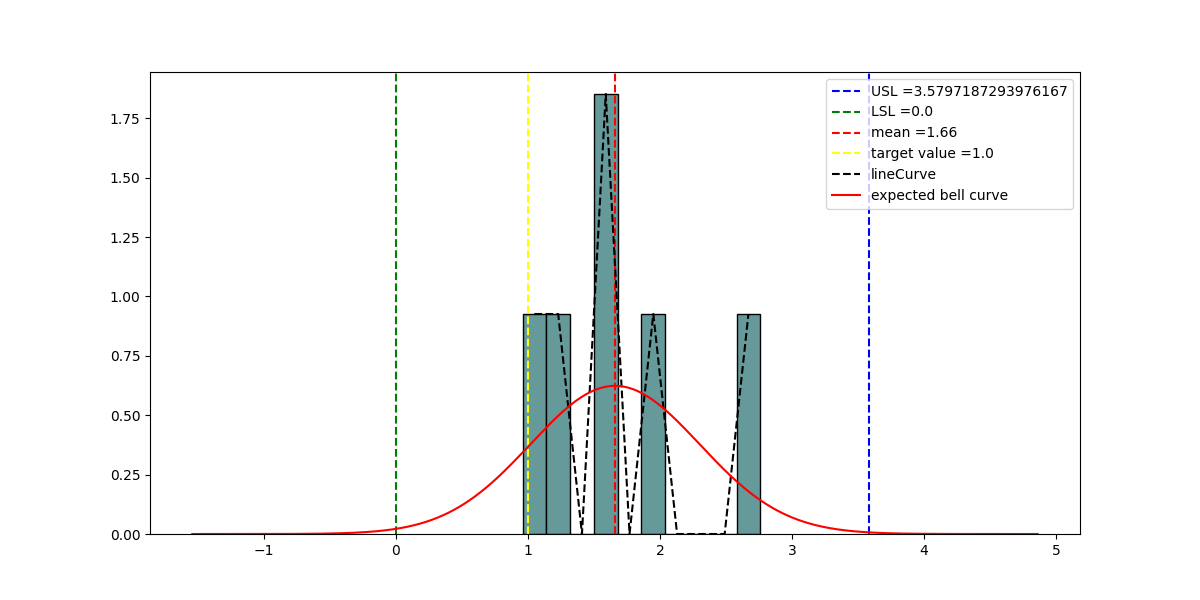 USL =3.5797187293976167
LSL =0.0
mean =1.66
target value =1.0
lineCurve
expected bell curve
1.75
1.50
1.25
1.00
0.75
0.50
0.25
0.00
−1 0 1 2 3 4 5